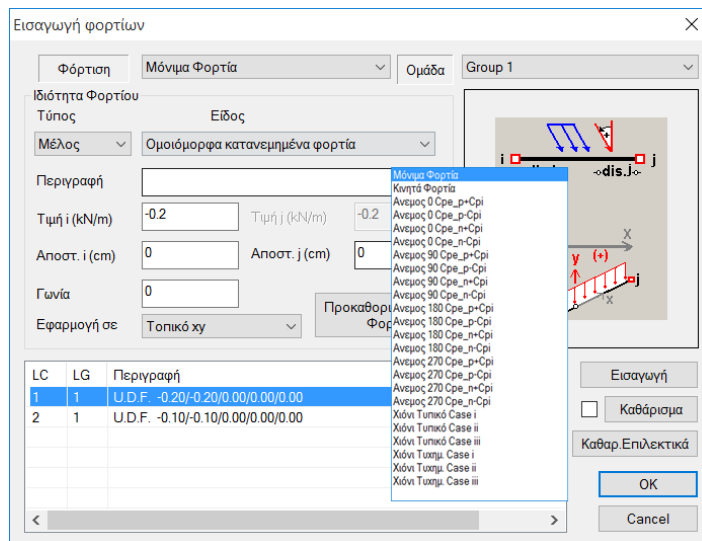 Εισαγωγή φορτίων
Φόρτιση Μόνιμα Φορτία Ομάδα Group 1
Ιδιότητα Φορτίου
Τύπος Είδος
Μέλος Ομοιόμορφα κατανεμημένα φορτία
Περιγραφή
Τιμή i (kN/m) -0.2 Τιμή j (kN/m) -0.2
Αποστ. i (cm) 0 Αποστ. j (cm) 0
Γωνία 0
Εφαρμογή σε Τοπικό xy
Μόνιμα Φορτία
Κινητά Φορτία
Ανεμος 0 Cpe_p+Cpi
Ανεμος 0 Cpe_p-Cpi
Ανεμος 0 Cpe_n+Cpi
Ανεμος 0 Cpe_n-Cpi
Ανεμος 90 Cpe_p+Cpi
Ανεμος 90 Cpe_p-Cpi
Ανεμος 90 Cpe_n+Cpi
Ανεμος 90 Cpe_n-Cpi
Ανεμος 180 Cpe_p+Cpi
Ανεμος 180 Cpe_p-Cpi
Ανεμος 180 Cpe_n+Cpi
Ανεμος 180 Cpe_n-Cpi
Ανεμος 270 Cpe_p+Cpi
Ανεμος 270 Cpe_p-Cpi
Ανεμος 270 Cpe_n+Cpi
Ανεμος 270 Cpe_n-Cpi
Χιόνι Τυπικό Case i
Χιόνι Τυπικό Case ii
Χιόνι Τυπικό Case iii
Χιόνι Τυχημ. Case i
Χιόνι Τυχημ. Case ii
Χιόνι Τυχημ. Case iii
i j
dis.j
X
y (+)
j
x
LC LG Περιγραφή
1 1 U.D.F. -0.20/-0.20/0.00/0.00/0.00
2 1 U.D.F. -0.10/-0.10/0.00/0.00/0.00
Εισαγωγή
Καθάρισμα
Καθαρ.Επιλεκτικά
OK
Cancel